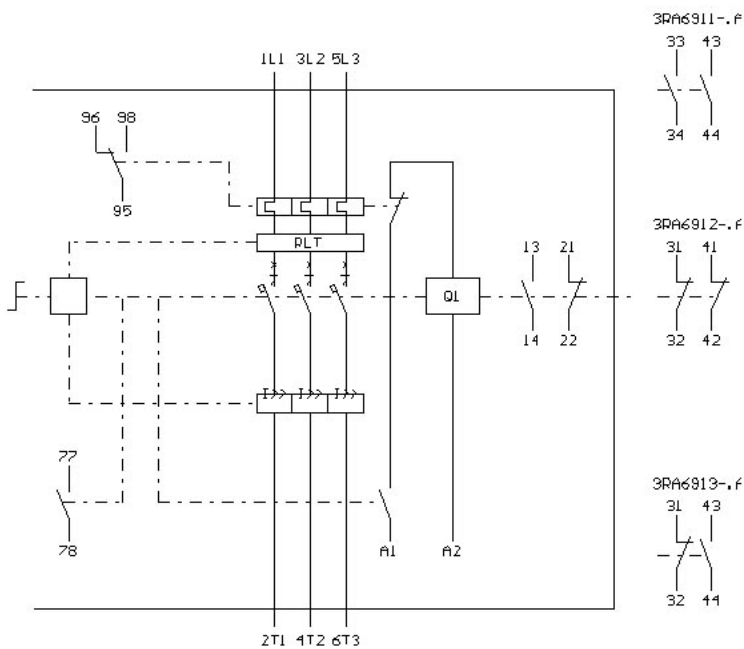 3RA6911-.A
1L1 3L2 5L3
33 43
96 98
34 44
95
3RA6912-.A
RLT
13 21
31 41
Q1
14 22
32 42
I>> I>> I>>
77
3RA6913-.A
31 43
78
A1 A2
32 44
2T1 4T2 6T3